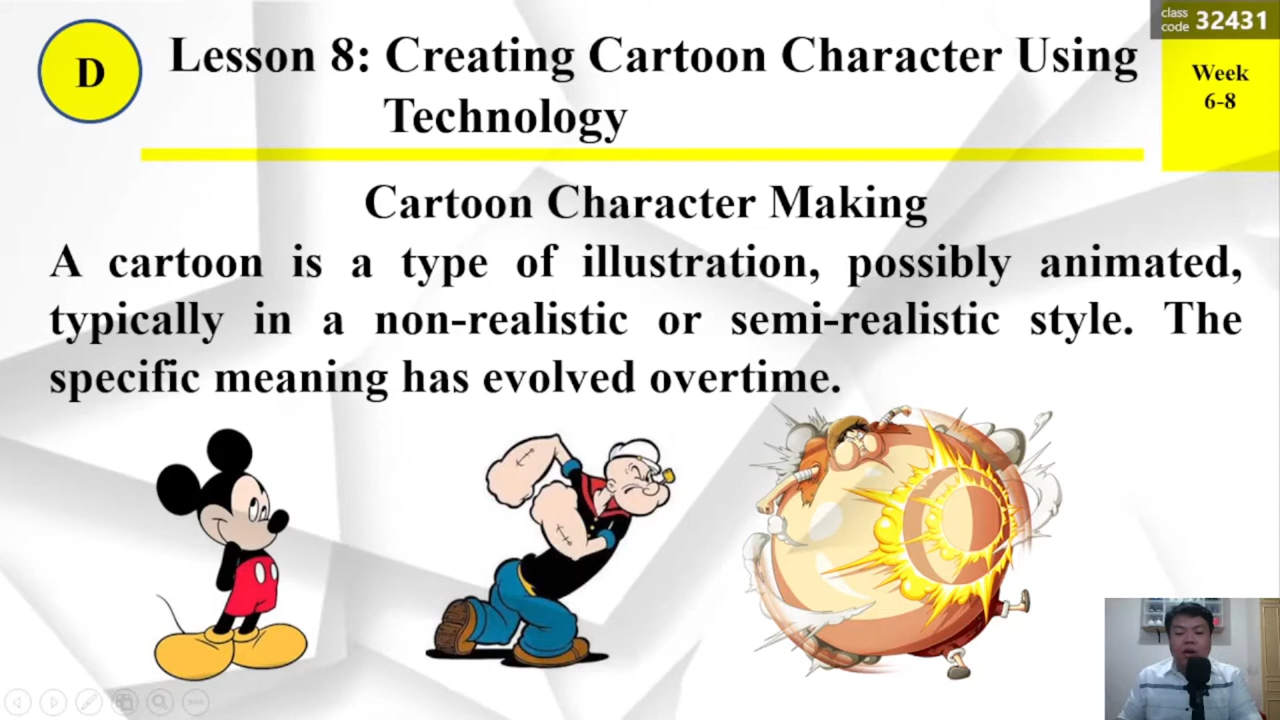 class
code 32431
D
Lesson 8: Creating Cartoon Character Using
Technology
Week
6-8
Cartoon Character Making
A cartoon is a type of illustration, possibly animated,
typically in a non-realistic or semi-realistic style. The
specific meaning has evolved overtime.